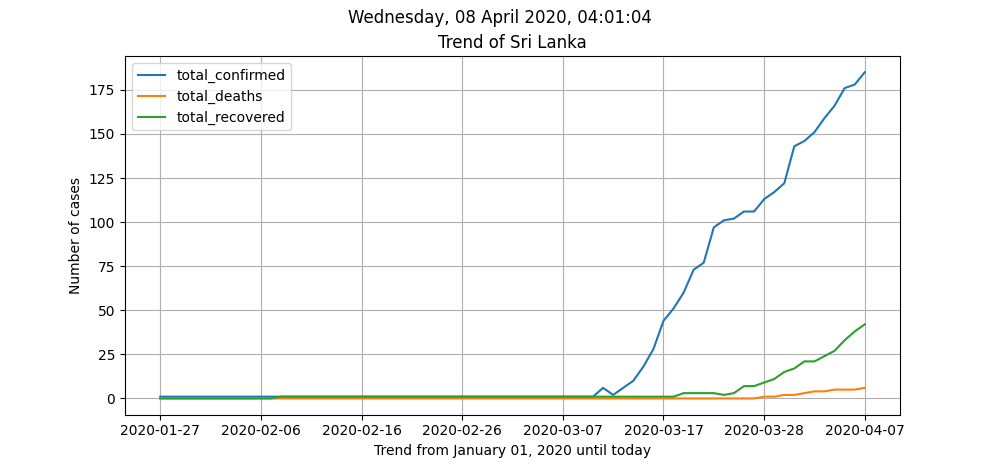 Wednesday, 08 April 2020, 04:01:04
Trend of Sri Lanka
total_confirmed
total_deaths
total_recovered
Number of cases
175
150
125
100
75
50
25
0
2020-01-27 2020-02-06 2020-02-16 2020-02-26 2020-03-07 2020-03-17 2020-03-28 2020-04-07
Trend from January 01, 2020 until today